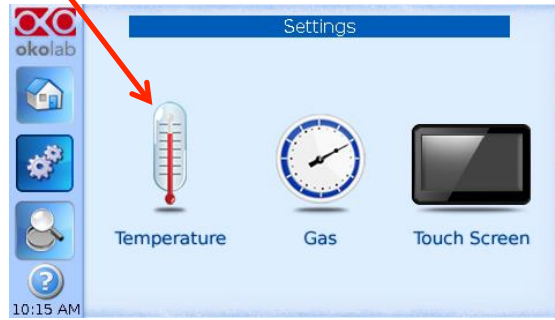 Settings
okolab
Temperature
Gas
Touch Screen
?
10:15 AM